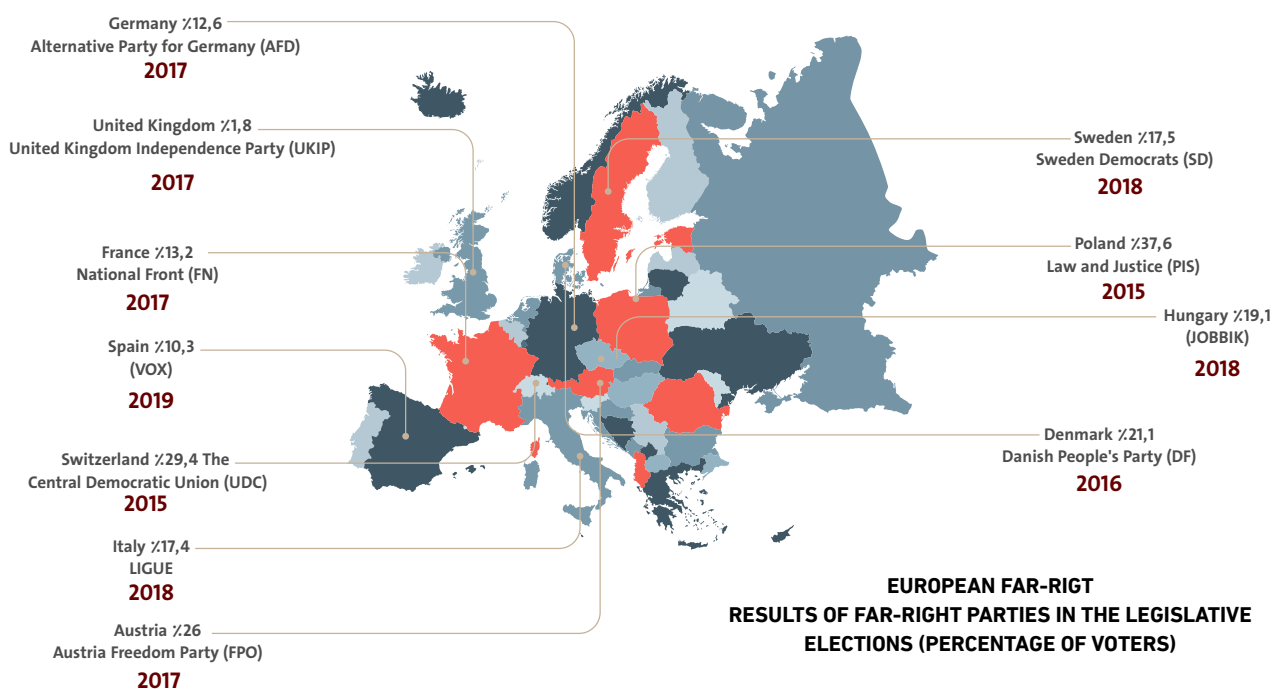 Germany ٪12,6
Alternative Party for Germany (AFD)
2017
United Kingdom ٪1,8
United Kingdom Independence Party (UKIP)
2017
France ٪13,2
National Front (FN)
2017
Spain ٪10,3
(VOX)
2019
Switzerland ٪29,4 The
Central Democratic Union (UDC)
2015
Italy ٪17,4
LIGUE
2018
Austria ٪26
Austria Freedom Party (FPO)
2017
Sweden ٪17,5
Sweden Democrats (SD)
2018
Poland ٪37,6
Law and Justice (PIS)
2015
Hungary ٪19,1
(JOBBIK)
2018
Denmark ٪21,1
Danish People's Party (DF)
2016
EUROPEAN FAR-RIGT
RESULTS OF FAR-RIGHT PARTIES IN THE LEGISLATIVE
ELECTIONS (PERCENTAGE OF VOTERS)